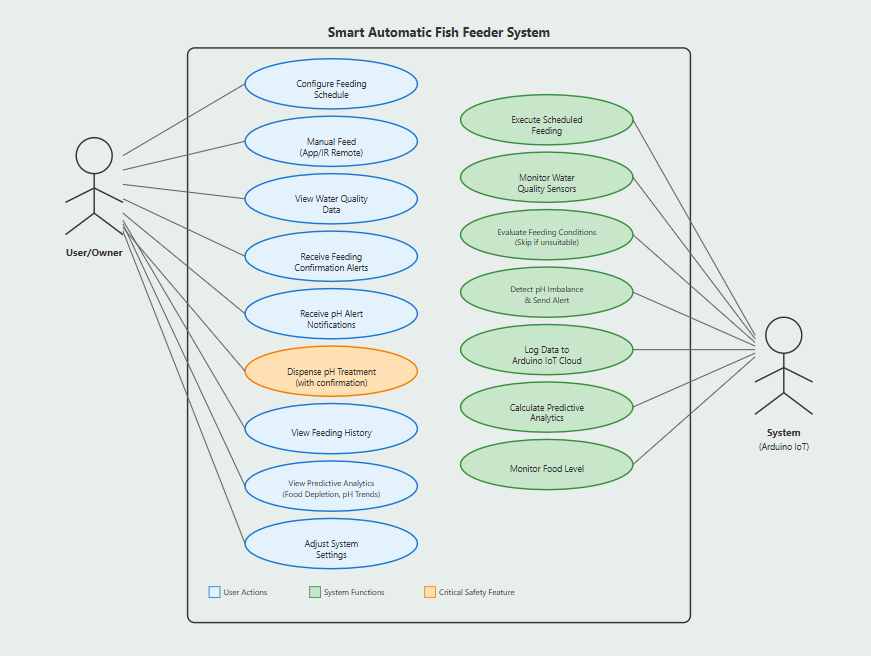 Smart Automatic Fish Feeder System
Configure Feeding
Schedule
Manual Feed
(App/IR Remote)
View Water Quality
Data
Receive Feeding
Confirmation Alerts
Receive pH Alert
Notifications
Dispense pH Treatment
(with confirmation)
View Feeding History
View Predictive Analytics
(Food Depletion, pH Trends)
Adjust System
Settings
Execute Scheduled
Feeding
Monitor Water
Quality Sensors
Evaluate Feeding Conditions
(Skip if unsuitable)
Detect pH Imbalance
& Send Alert
Log Data to
Arduino IoT Cloud
Calculate Predictive
Analytics
Monitor Food Level
User/Owner
System
(Arduino IoT)
User Actions
System Functions
Critical Safety Feature